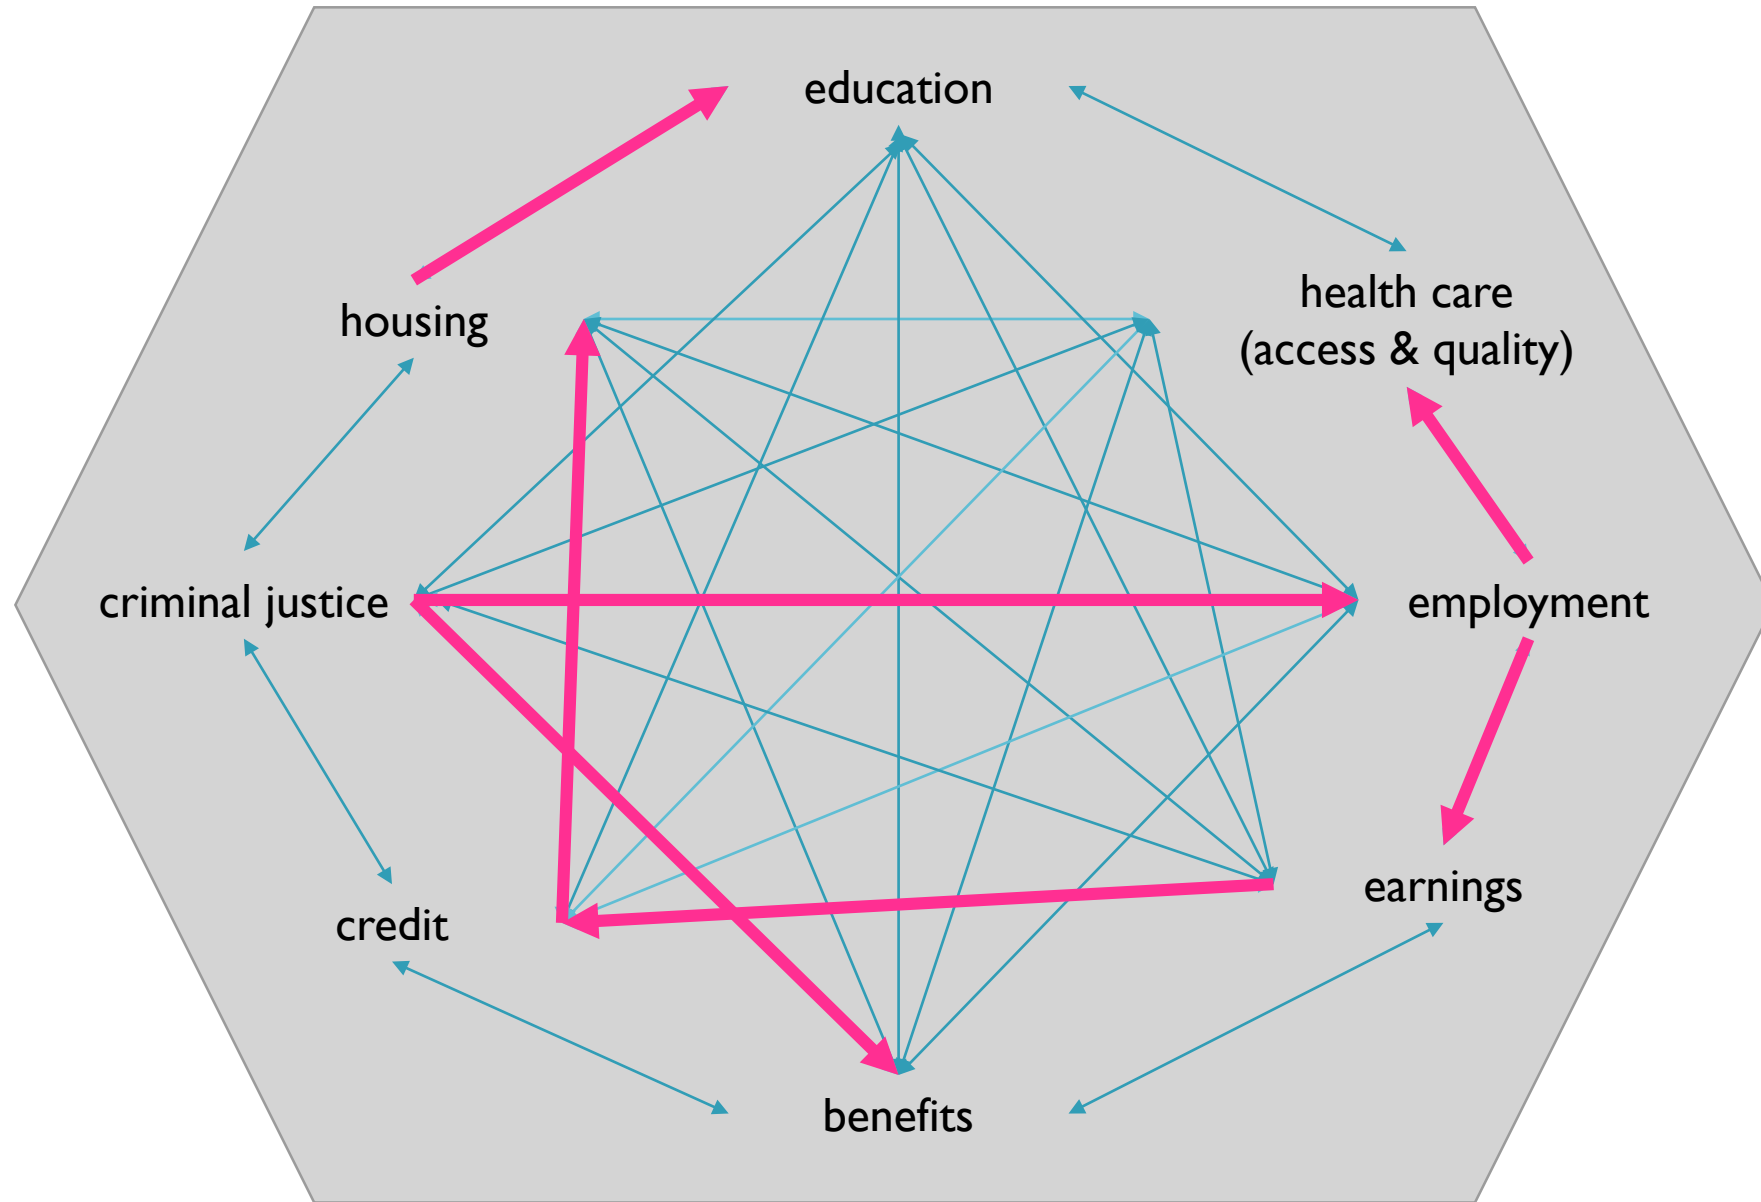 education
housing
health care
(access & quality)
criminal justice
employment
credit
earnings
benefits